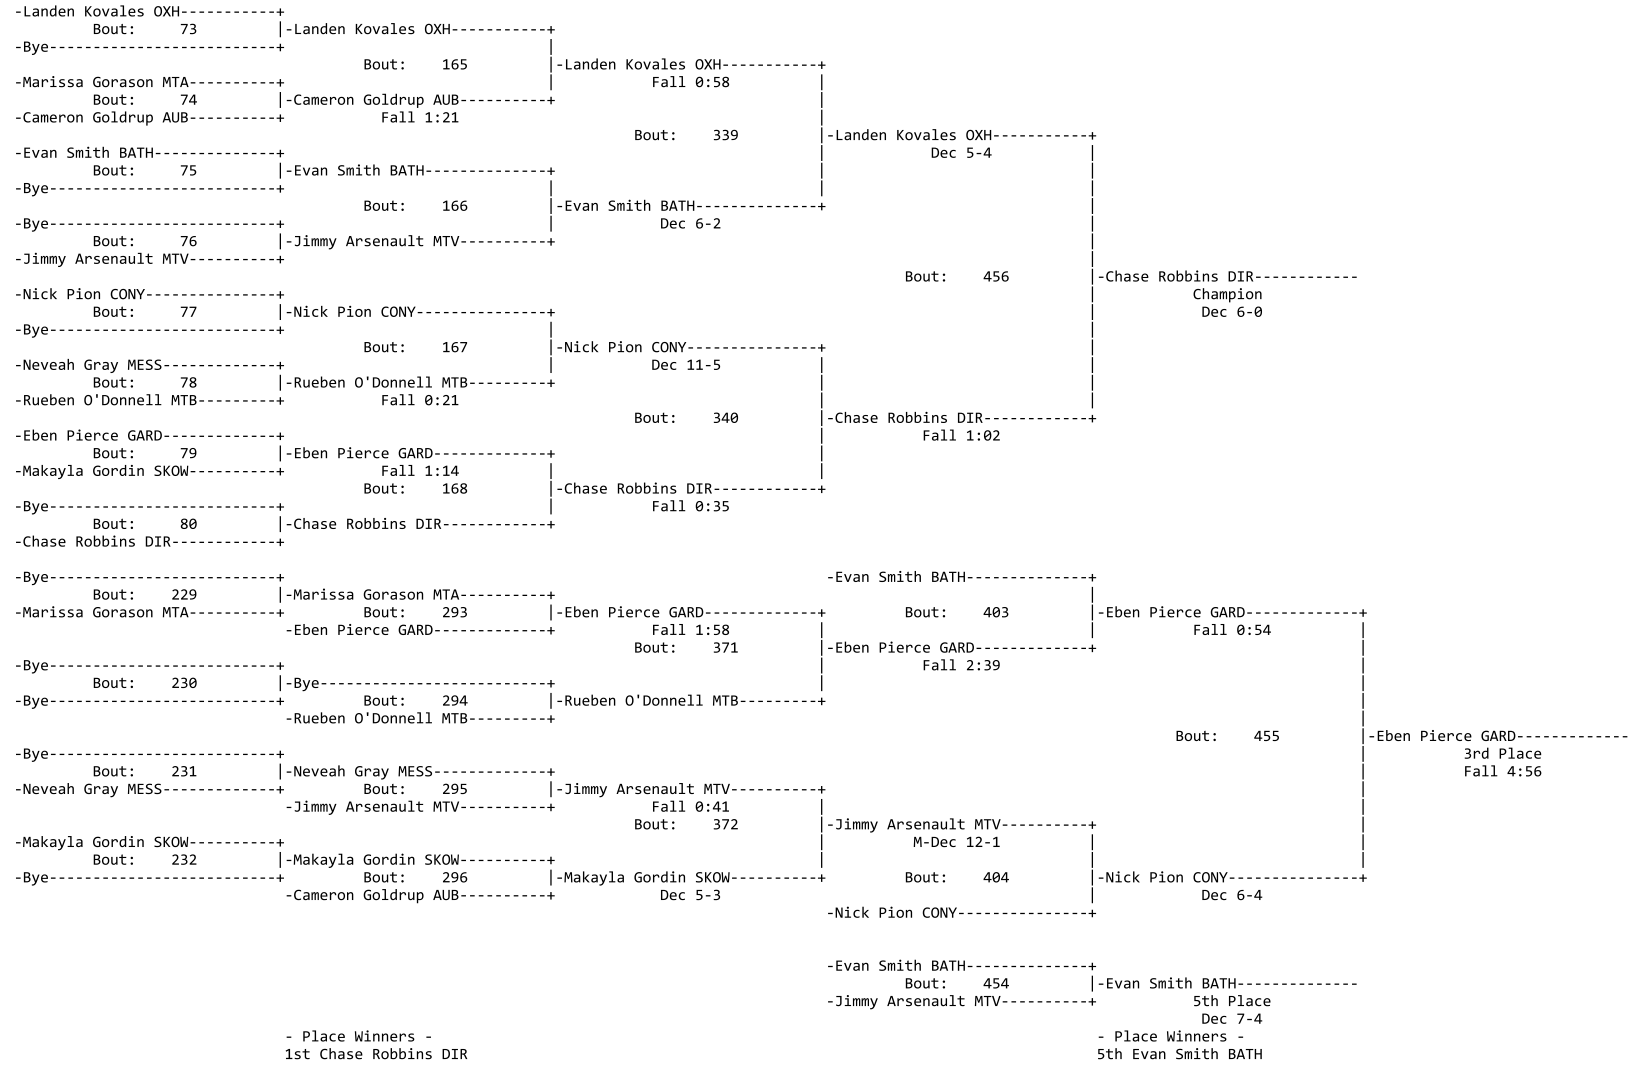 -Landen Kovales OXH-----------+
         Bout:     73         |-Landen Kovales OXH-----------+
-Bye--------------------------+                              |
                                        Bout:    165         |-Landen Kovales OXH-----------+
-Marissa Gorason MTA----------+                              |           Fall 0:58          |
         Bout:     74         |-Cameron Goldrup AUB----------+                              |
-Cameron Goldrup AUB----------+           Fall 1:21                                         |
                                                                       Bout:    339         |-Landen Kovales OXH-----------+
-Evan Smith BATH--------------+                                                             |            Dec 5-4           |
         Bout:     75         |-Evan Smith BATH--------------+                              |                              |
-Bye--------------------------+                              |                              |                              |
                                        Bout:    166         |-Evan Smith BATH--------------+                              |
-Bye--------------------------+                              |            Dec 6-2                                          |
         Bout:     76         |-Jimmy Arsenault MTV----------+                                                             |
-Jimmy Arsenault MTV----------+                                                                                            |
                                                                                                      Bout:    456         |-Chase Robbins DIR------------
-Nick Pion CONY---------------+                                                                                            |           Champion
         Bout:     77         |-Nick Pion CONY---------------+                                                             |            Dec 6-0
-Bye--------------------------+                              |                                                             |
                                        Bout:    167         |-Nick Pion CONY---------------+                              |
-Neveah Gray MESS-------------+                              |           Dec 11-5           |                              |
         Bout:     78         |-Rueben O'Donnell MTB---------+                              |                              |
-Rueben O'Donnell MTB---------+           Fall 0:21                                         |                              |
                                                                       Bout:    340         |-Chase Robbins DIR------------+
-Eben Pierce GARD-------------+                                                             |           Fall 1:02
         Bout:     79         |-Eben Pierce GARD-------------+                              |
-Makayla Gordin SKOW----------+           Fall 1:14          |                              |
                                        Bout:    168         |-Chase Robbins DIR------------+
-Bye--------------------------+                              |           Fall 0:35
         Bout:     80         |-Chase Robbins DIR------------+
-Chase Robbins DIR------------+
-Bye--------------------------+                                                             -Evan Smith BATH--------------+
         Bout:    229         |-Marissa Gorason MTA----------+                                                             |
-Marissa Gorason MTA----------+         Bout:    293         |-Eben Pierce GARD-------------+         Bout:    403         |-Eben Pierce GARD-------------+
                               -Eben Pierce GARD-------------+           Fall 1:58          |                              |           Fall 0:54          |
                                                                       Bout:    371         |-Eben Pierce GARD-------------+                              |
-Bye--------------------------+                                                             |           Fall 2:39                                         |
         Bout:    230         |-Bye--------------------------+                              |                                                             |
-Bye--------------------------+         Bout:    294         |-Rueben O'Donnell MTB---------+                                                             |
                               -Rueben O'Donnell MTB---------+                                                                                            |
                                                                                                                                     Bout:    455         |-Eben Pierce GARD-------------
-Bye--------------------------+                                                                                                                           |           3rd Place
         Bout:    231         |-Neveah Gray MESS-------------+                                                                                            |           Fall 4:56
-Neveah Gray MESS-------------+         Bout:    295         |-Jimmy Arsenault MTV----------+                                                             |
                               -Jimmy Arsenault MTV----------+           Fall 0:41          |                                                             |
                                                                       Bout:    372         |-Jimmy Arsenault MTV----------+                              |
-Makayla Gordin SKOW----------+                                                             |          M-Dec 12-1          |                              |
         Bout:    232         |-Makayla Gordin SKOW----------+                              |                              |                              |
-Bye--------------------------+         Bout:    296         |-Makayla Gordin SKOW----------+         Bout:    404         |-Nick Pion CONY---------------+
                               -Cameron Goldrup AUB----------+            Dec 5-3                                          |            Dec 6-4
                                                                                             -Nick Pion CONY---------------+
                                                                                             -Evan Smith BATH--------------+
                                                                                                      Bout:    454         |-Evan Smith BATH--------------
                                                                                             -Jimmy Arsenault MTV----------+           5th Place
                                                                                                                                        Dec 7-4
                               - Place Winners -                                                                            - Place Winners -
                               1st Chase Robbins DIR                                                                        5th Evan Smith BATH